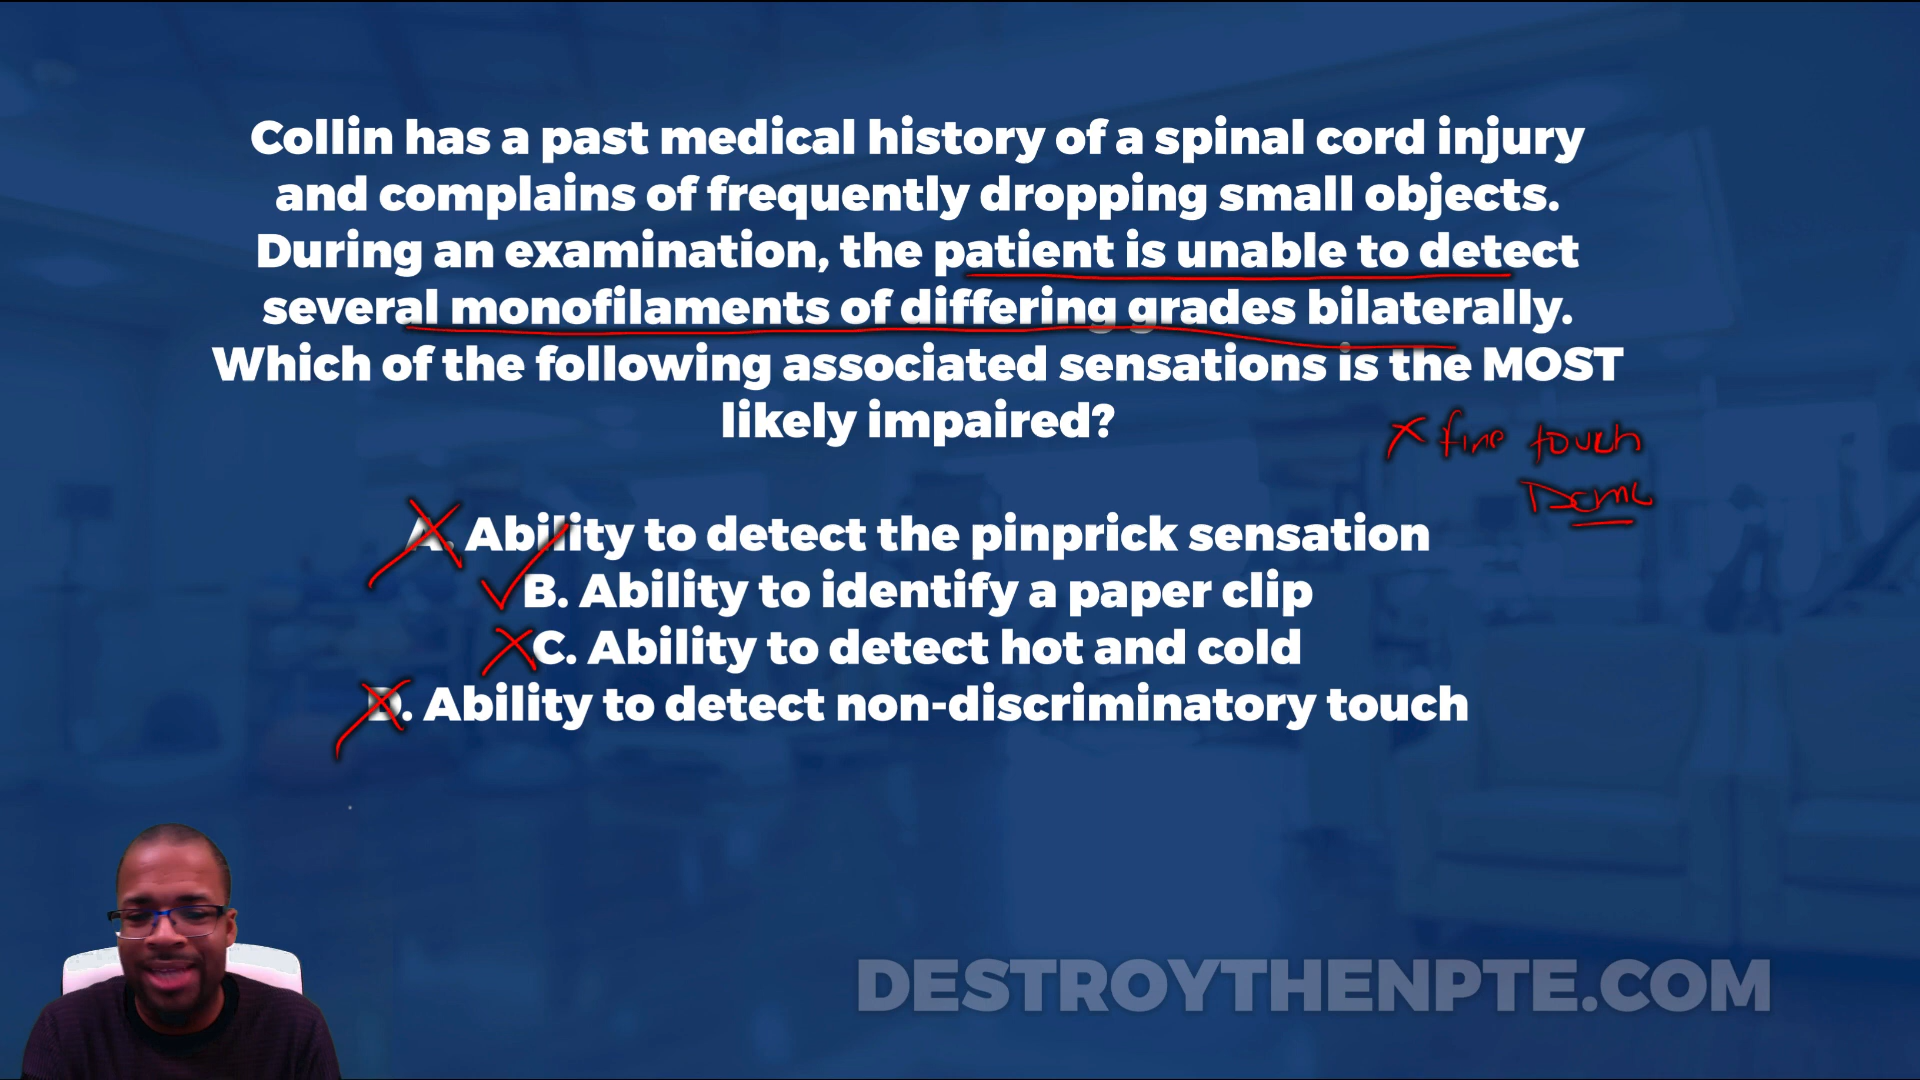 Collin has a past medical history of a spinal cord injury
and complains of frequently dropping small objects.
During an examination, the patient is unable to detect
several monofilaments of differing grades bilaterally.
Which of the following associated sensations is the MOST
likely impaired?
X fine touch
DCML
A. Ability to detect the pinprick sensation
B. Ability to identify a paper clip
C. Ability to detect hot and cold
D. Ability to detect non-discriminatory touch
DESTROYTHENPTE.COM